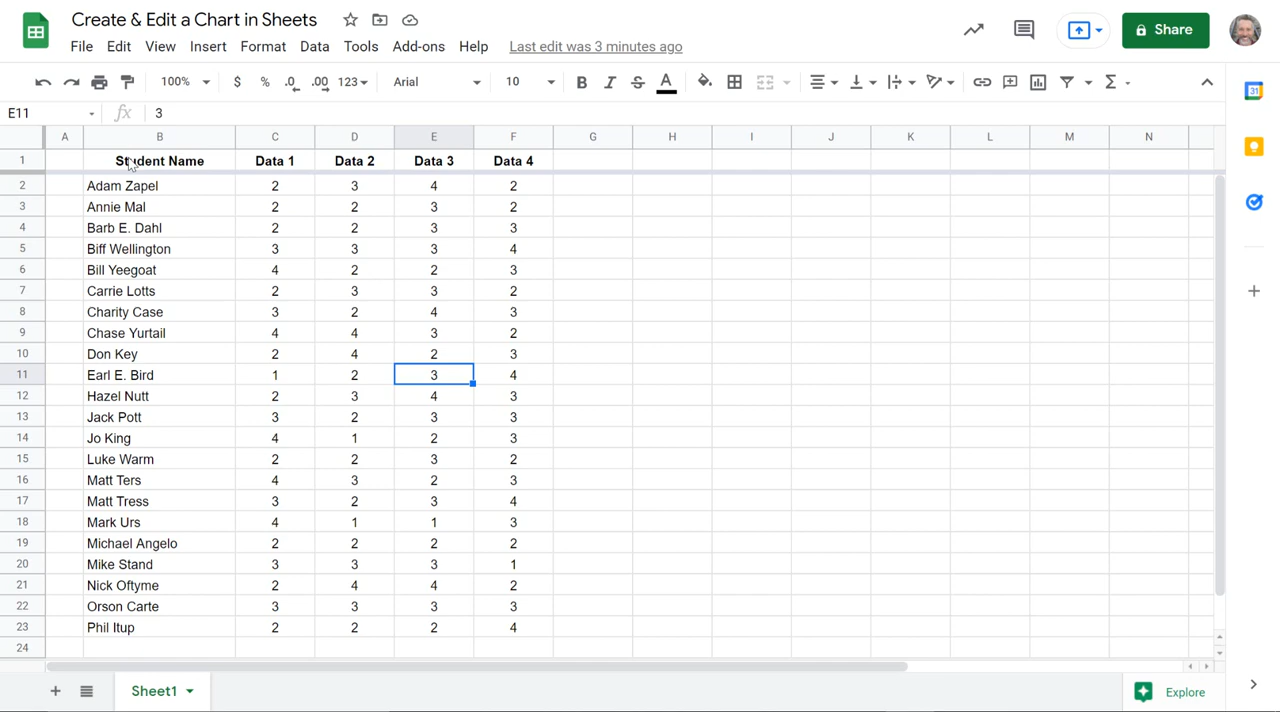 Create & Edit a Chart in Sheets
File Edit View Insert Format Data Tools Add-ons Help Last edit was 3 minutes ago
Share
100% $ % .0 .00 123 Arial 10 B I S A Σ
E11 fx 3
A B C D E F G H I J K L M N
1 Student Name Data 1 Data 2 Data 3 Data 4
2 Adam Zapel 2 3 4 2
3 Annie Mal 2 2 3 2
4 Barb E. Dahl 2 2 3 3
5 Biff Wellington 3 3 3 4
6 Bill Yeegoat 4 2 2 3
7 Carrie Lotts 2 3 3 2
8 Charity Case 3 2 4 3
9 Chase Yurtail 4 4 3 2
10 Don Key 2 4 2 3
11 Earl E. Bird 1 2 3 4
12 Hazel Nutt 2 3 4 3
13 Jack Pott 3 2 3 3
14 Jo King 4 1 2 3
15 Luke Warm 2 2 3 2
16 Matt Ters 4 3 2 3
17 Matt Tress 3 2 3 4
18 Mark Urs 4 1 1 3
19 Michael Angelo 2 2 2 2
20 Mike Stand 3 3 3 1
21 Nick Oftyme 2 4 4 2
22 Orson Carte 3 3 3 3
23 Phil Itup 2 2 2 4
24
Sheet1
Explore
31